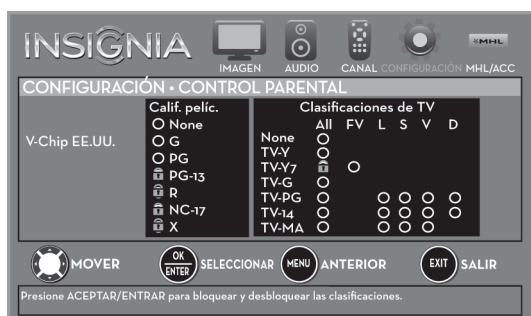 INSIGNIA
IMAGEN AUDIO CANAL CONFIGURACIÓN MHL/ACC
MHL
CONFIGURACIÓN • CONTROL PARENTAL
V-Chip EE.UU.
Calif. pelíc.
None
G
PG
PG-13
R
NC-17
X
Clasificaciones de TV
All FV L S V D
None
TV-Y
TV-Y7
TV-G
TV-PG
TV-14
TV-MA
MOVER
OK
ENTER
SELECCIONAR
MENU
ANTERIOR
EXIT
SALIR
Presione ACEPTAR/ENTRAR para bloquear y desbloquear las clasificaciones.